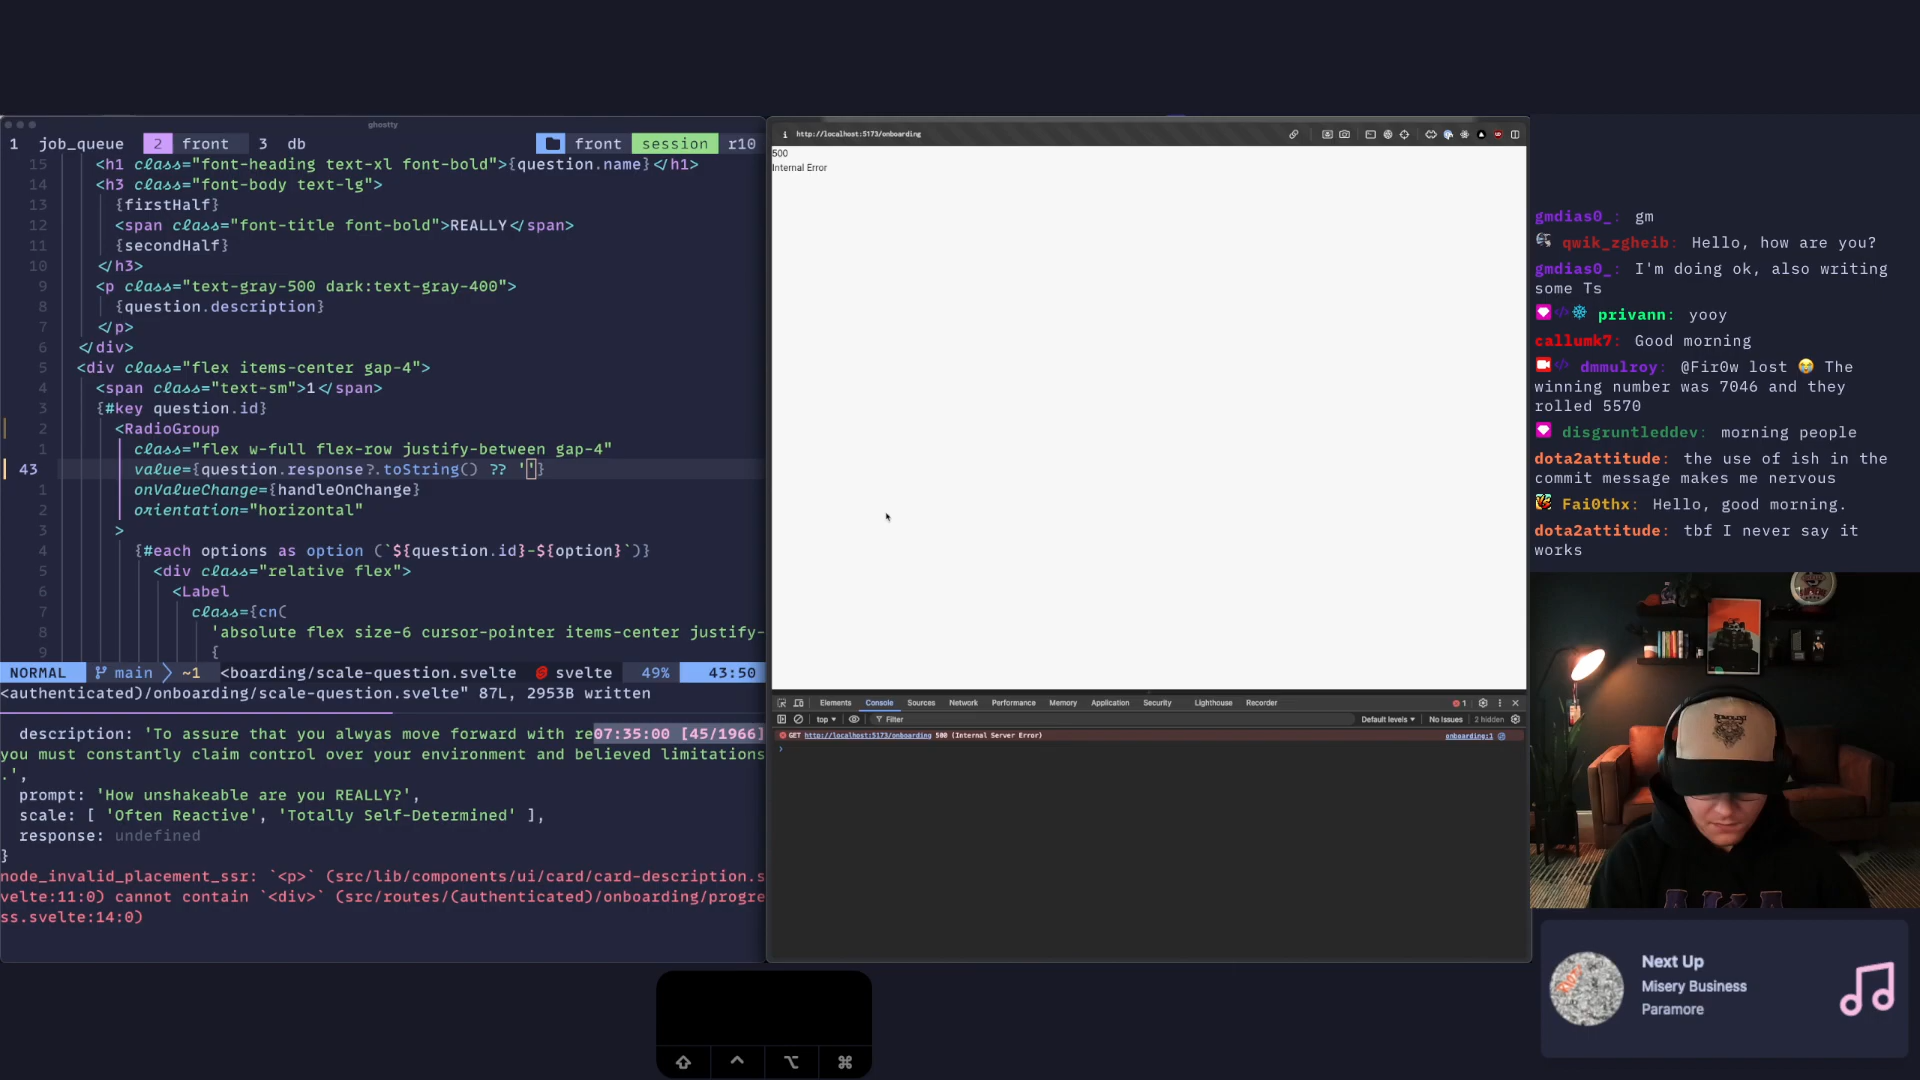 ghostty
1 job_queue 2 front 3 db front session r10
15 <h1 class="font-heading text-xl font-bold">{question.name}</h1>
14 <h3 class="font-body text-lg">
13 {firstHalf}
12 <span class="font-title font-bold">REALLY</span>
11 {secondHalf}
10 </h3>
9 <p class="text-gray-500 dark:text-gray-400">
8 {question.description}
7 </p>
6 </div>
5 <div class="flex items-center gap-4">
4 <span class="text-sm">1</span>
3 {#key question.id}
2 <RadioGroup
1 class="flex w-full flex-row justify-between gap-4"
43 value={question.response?.toString() ?? ''}
1 onValueChange={handleOnChange}
2 orientation="horizontal"
3 >
4 {#each options as option (`${question.id}-${option}`)}
5 <div class="relative flex">
6 <Label
7 class={cn(
8 'absolute flex size-6 cursor-pointer items-center justify-
9 {
NORMAL main ~1 <boarding/scale-question.svelte svelte 49% 43:50
<authenticated)/onboarding/scale-question.svelte" 87L, 2953B written
description: 'To assure that you alwyas move forward with re07:35:00 [45/1966]
you must constantly claim control over your environment and believed limitations
.',
prompt: 'How unshakeable are you REALLY?',
scale: [ 'Often Reactive', 'Totally Self-Determined' ],
response: undefined
}
node_invalid_placement_ssr: `<p>` (src/lib/components/ui/card/card-description.s
velte:11:0) cannot contain `<div>` (src/routes/(authenticated)/onboarding/progre
ss.svelte:14:0)
http://localhost:5173/onboarding
500
Internal Error
Elements Console Sources Network Performance Memory Application Security Lighthouse Recorder 1
top Filter Default levels No Issues 2 hidden
GET http://localhost:5173/onboarding 500 (Internal Server Error) onboarding:1
gmdias0_: gm
qwik_zgheib: Hello, how are you?
gmdias0_: I'm doing ok, also writing
some Ts
privann: yooy
callumk7: Good morning
dmmulroy: @Fir0w lost 😭 The
winning number was 7046 and they
rolled 5570
disgruntleddev: morning people
dota2attitude: the use of ish in the
commit message makes me nervous
Fai0thx: Hello, good morning.
dota2attitude: tbf I never say it
works
Next Up
Misery Business
Paramore